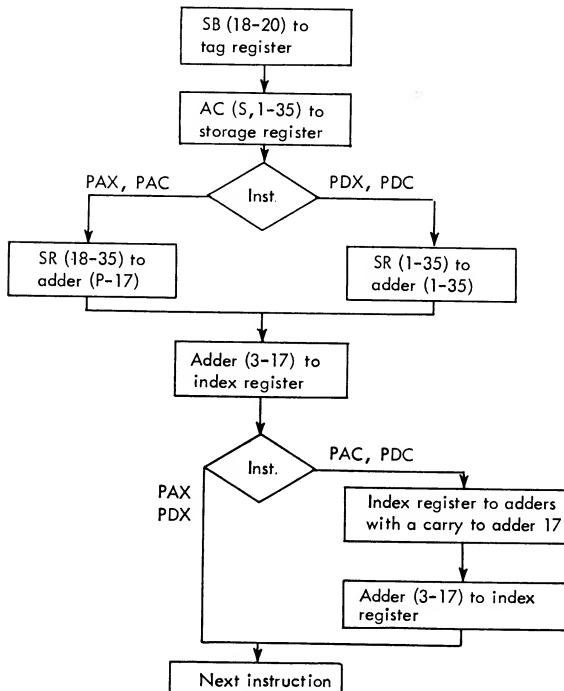 SB (18-20) to
tag register
AC (S, 1-35) to
storage register
PAX, PAC
Inst.
PDX, PDC
SR (18-35) to
adder (P-17)
SR (1-35) to
adder (1-35)
Adder (3-17) to
index register
Inst.
PAC, PDC
PAX
PDX
Index register to adders
with a carry to adder 17
Adder (3-17) to index
register
Next instruction